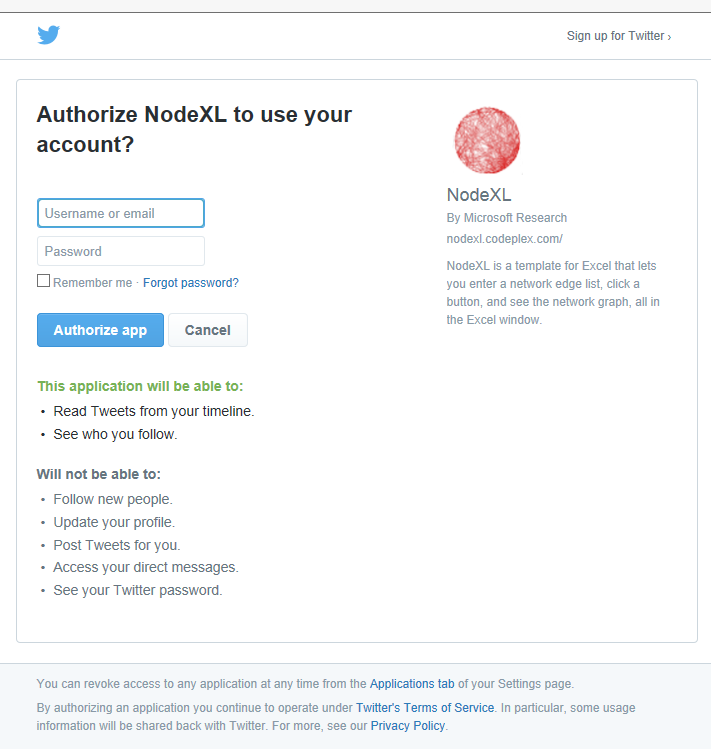 Sign up for Twitter ›
Authorize NodeXL to use your
account?
Username or email
Password
Remember me · Forgot password?
Authorize app
Cancel
This application will be able to:
• Read Tweets from your timeline.
• See who you follow.
Will not be able to:
• Follow new people.
• Update your profile.
• Post Tweets for you.
• Access your direct messages.
• See your Twitter password.
NodeXL
By Microsoft Research
nodexl.codeplex.com/
NodeXL is a template for Excel that lets
you enter a network edge list, click a
button, and see the network graph, all in
the Excel window.
You can revoke access to any application at any time from the Applications tab of your Settings page.
By authorizing an application you continue to operate under Twitter's Terms of Service. In particular, some usage
information will be shared back with Twitter. For more, see our Privacy Policy.